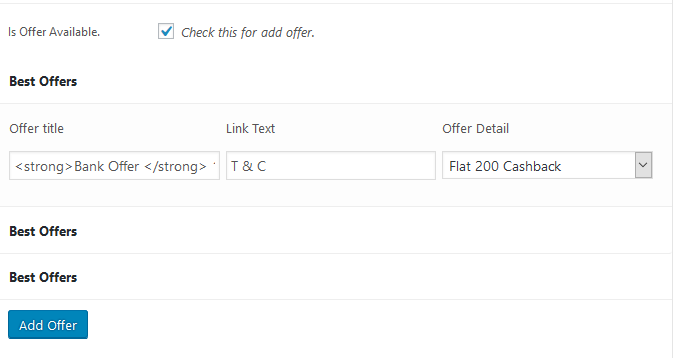 Is Offer Available. Check this for add offer.
Best Offers
Offer title Link Text Offer Detail
<strong>Bank Offer </strong> T & C Flat 200 Cashback
Best Offers
Best Offers
Add Offer